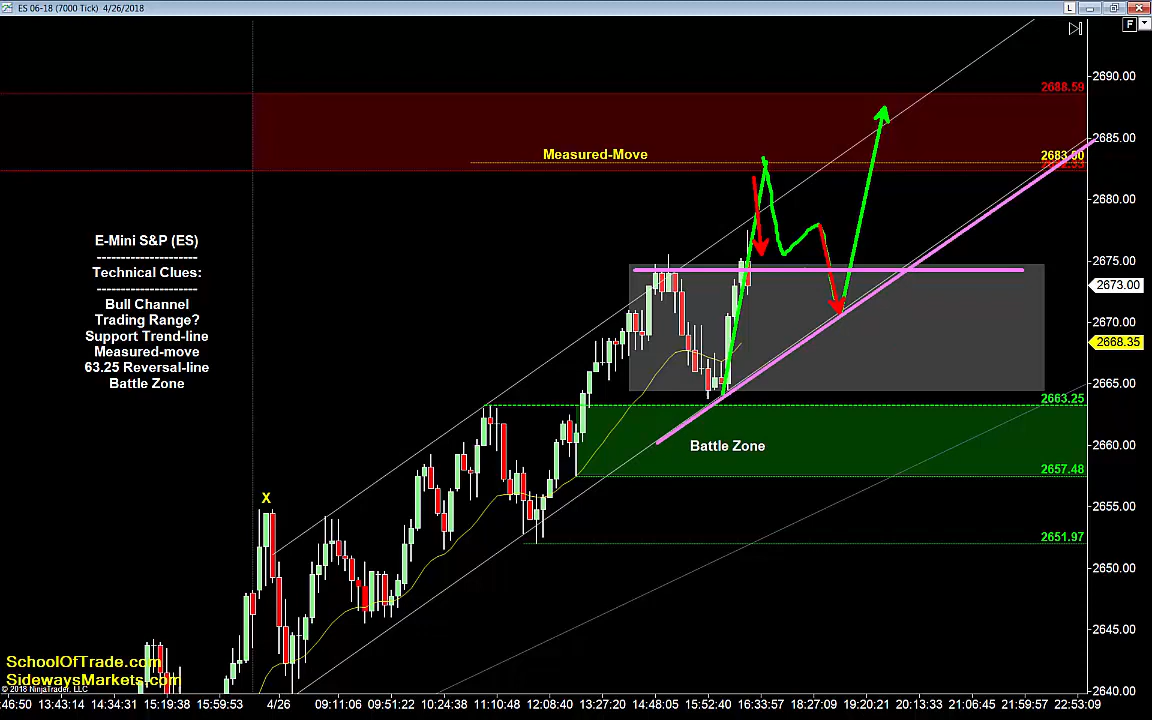 ES 06-18 (7000 Tick) 4/26/2018
L
F
2690.00
2688.59
2685.00
Measured-Move
2683.50
2680.00
E-Mini S&P (ES)
---------------------
Technical Clues:
---------------------
Bull Channel
Trading Range?
Support Trend-line
Measured-move
63.25 Reversal-line
Battle Zone
2675.00
2673.00
2670.00
2668.35
2665.00
2663.25
2660.00
Battle Zone
2657.48
X
2655.00
2651.97
2650.00
2645.00
2640.00
SchoolOfTrade.com
SidewaysMarkets.com
© 2018 NinjaTrader, LLC
:46:50 13:43:14 14:34:31 15:19:38 15:59:53 4/26 09:11:06 09:51:22 10:24:38 11:10:48 12:08:40 13:27:20 14:48:05 15:52:40 16:33:57 18:27:09 19:20:21 20:13:33 21:06:45 21:59:57 22:53:09